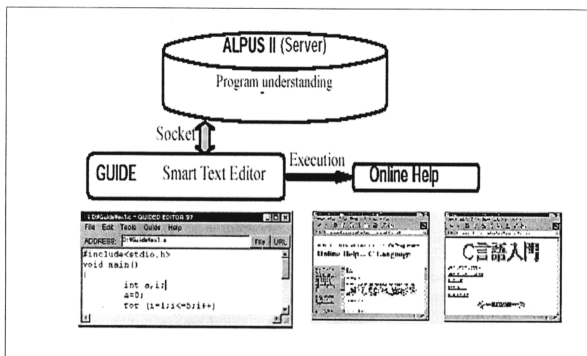 ALPUS II (Server)
Program understanding
Socket
GUIDE Smart Text Editor
Execution
Online Help
GUIDED EDITOR
File Edit Tools Guide Help
ADDRESS:
File URL
#include<stdio.h>
void main()
{
int a,i;
a=0;
for (i=1;i<=5;i++)
Online Help... C Language
C言語入門